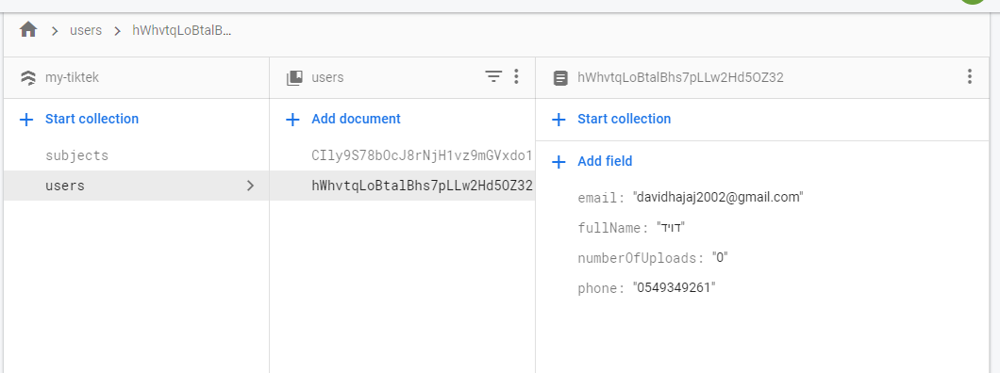 users hWhvtqLoBtalB...
my-tiktek
Start collection
subjects
users
users
Add document
CIly9S78bOcJ8rNjH1vz9mGVxdo1
hWhvtqLoBtalBhs7pLLw2Hd5OZ32
hWhvtqLoBtalBhs7pLLw2Hd5OZ32
Start collection
Add field
email: "davidhajaj2002@gmail.com"
fullName: "דויד"
numberOfUploads: "0"
phone: "0549349261"